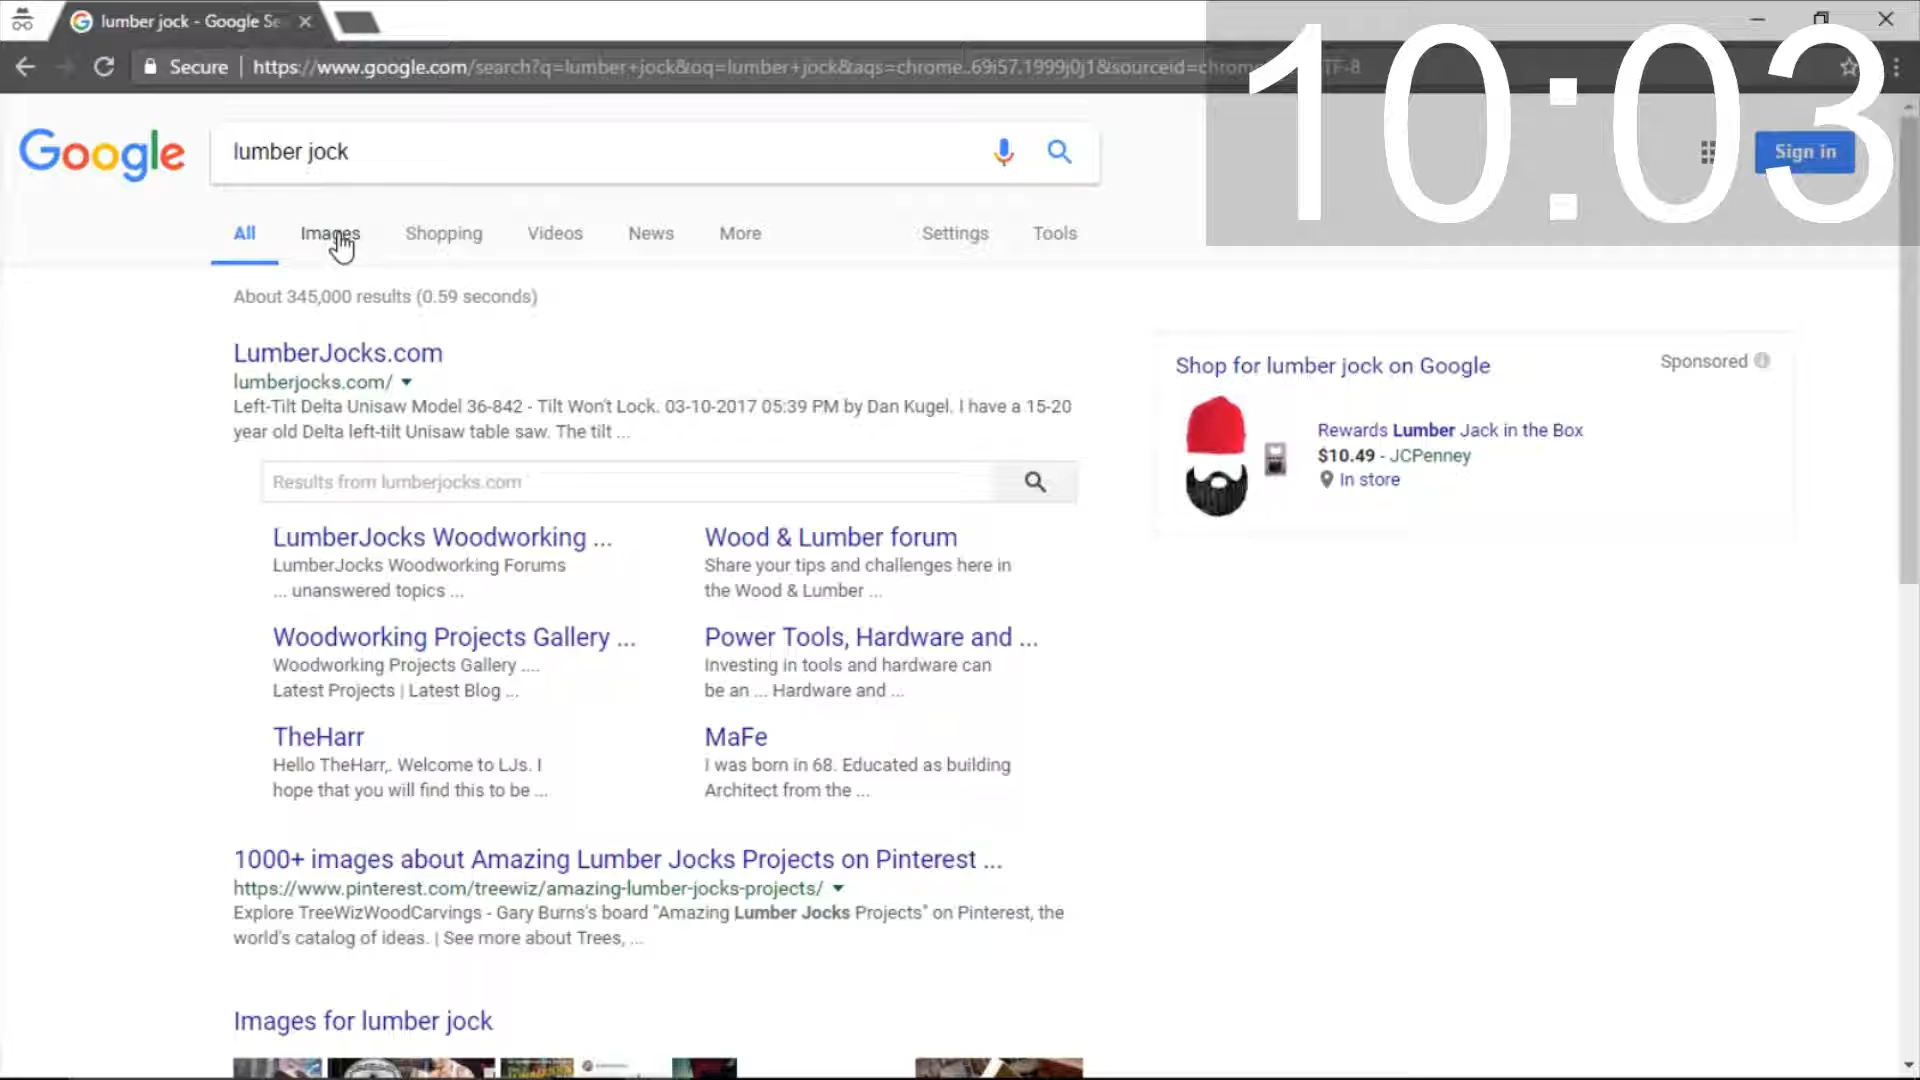 lumber jock - Google Se
10:03
Secure
https://www.google.com/search?q=lumber+jock&oq=lumber+jock&aqs=chrome..69i57.1999j0j1&sourceid=chrome
TF-8
Google
lumber jock
Sign in
All
Images
Shopping
Videos
News
More
Settings
Tools
About 345,000 results (0.59 seconds)
LumberJocks.com
lumberjocks.com/
Left-Tilt Delta Unisaw Model 36-842 - Tilt Won't Lock. 03-10-2017 05:39 PM by Dan Kugel. I have a 15-20
year old Delta left-tilt Unisaw table saw. The tilt ...
Results from lumberjocks.com
LumberJocks Woodworking ...
LumberJocks Woodworking Forums
... unanswered topics ...
Wood & Lumber forum
Share your tips and challenges here in
the Wood & Lumber ...
Woodworking Projects Gallery ...
Woodworking Projects Gallery ....
Latest Projects | Latest Blog ...
Power Tools, Hardware and ...
Investing in tools and hardware can
be an ... Hardware and ...
TheHarr
Hello TheHarr,. Welcome to LJs. I
hope that you will find this to be ...
MaFe
I was born in 68. Educated as building
Architect from the ...
1000+ images about Amazing Lumber Jocks Projects on Pinterest ...
https://www.pinterest.com/treewiz/amazing-lumber-jocks-projects/
Explore TreeWizWoodCarvings - Gary Burns's board "Amazing Lumber Jocks Projects" on Pinterest, the
world's catalog of ideas. | See more about Trees, ...
Images for lumber jock
Shop for lumber jock on Google
Sponsored
Rewards Lumber Jack in the Box
$10.49 - JCPenney
In store